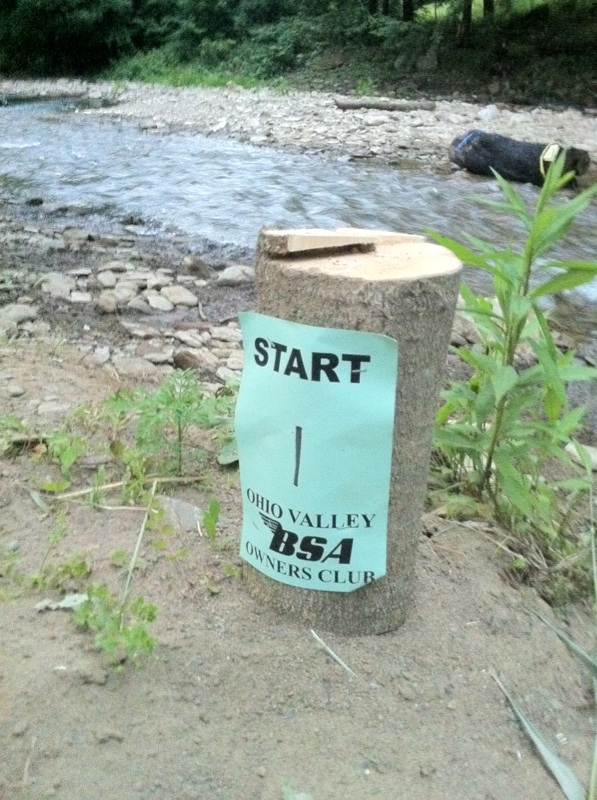 START
1
OHIO VALLEY
BSA
OWNERS CLUB